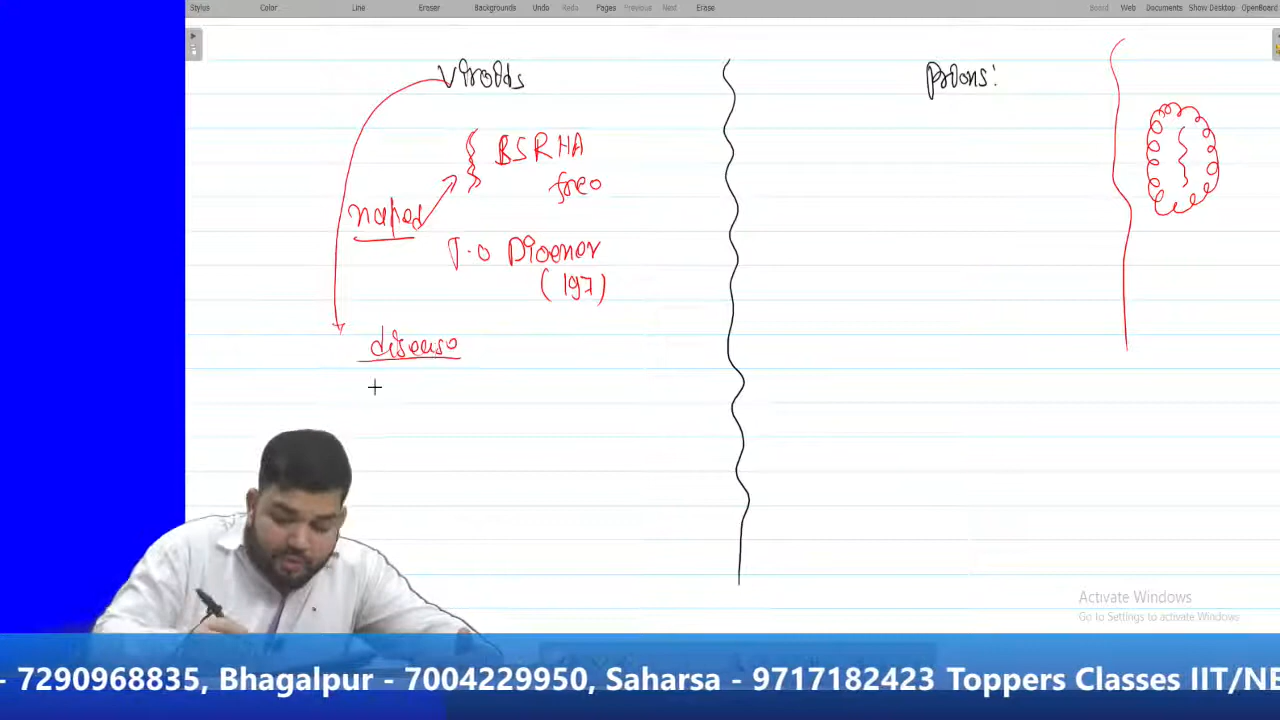 Stylus Color Line Eraser Backgrounds Undo Redo Pages Previous Next Erase Board Web Documents Show Desktop OpenBoard
Viroids
Prions:
BSRHA
free
naped
T.O Dioener
(197)
disease
Activate Windows
Go to Settings to activate Windows.
- 7290968835, Bhagalpur - 7004229950, Saharsa - 9717182423 Toppers Classes IIT/NE